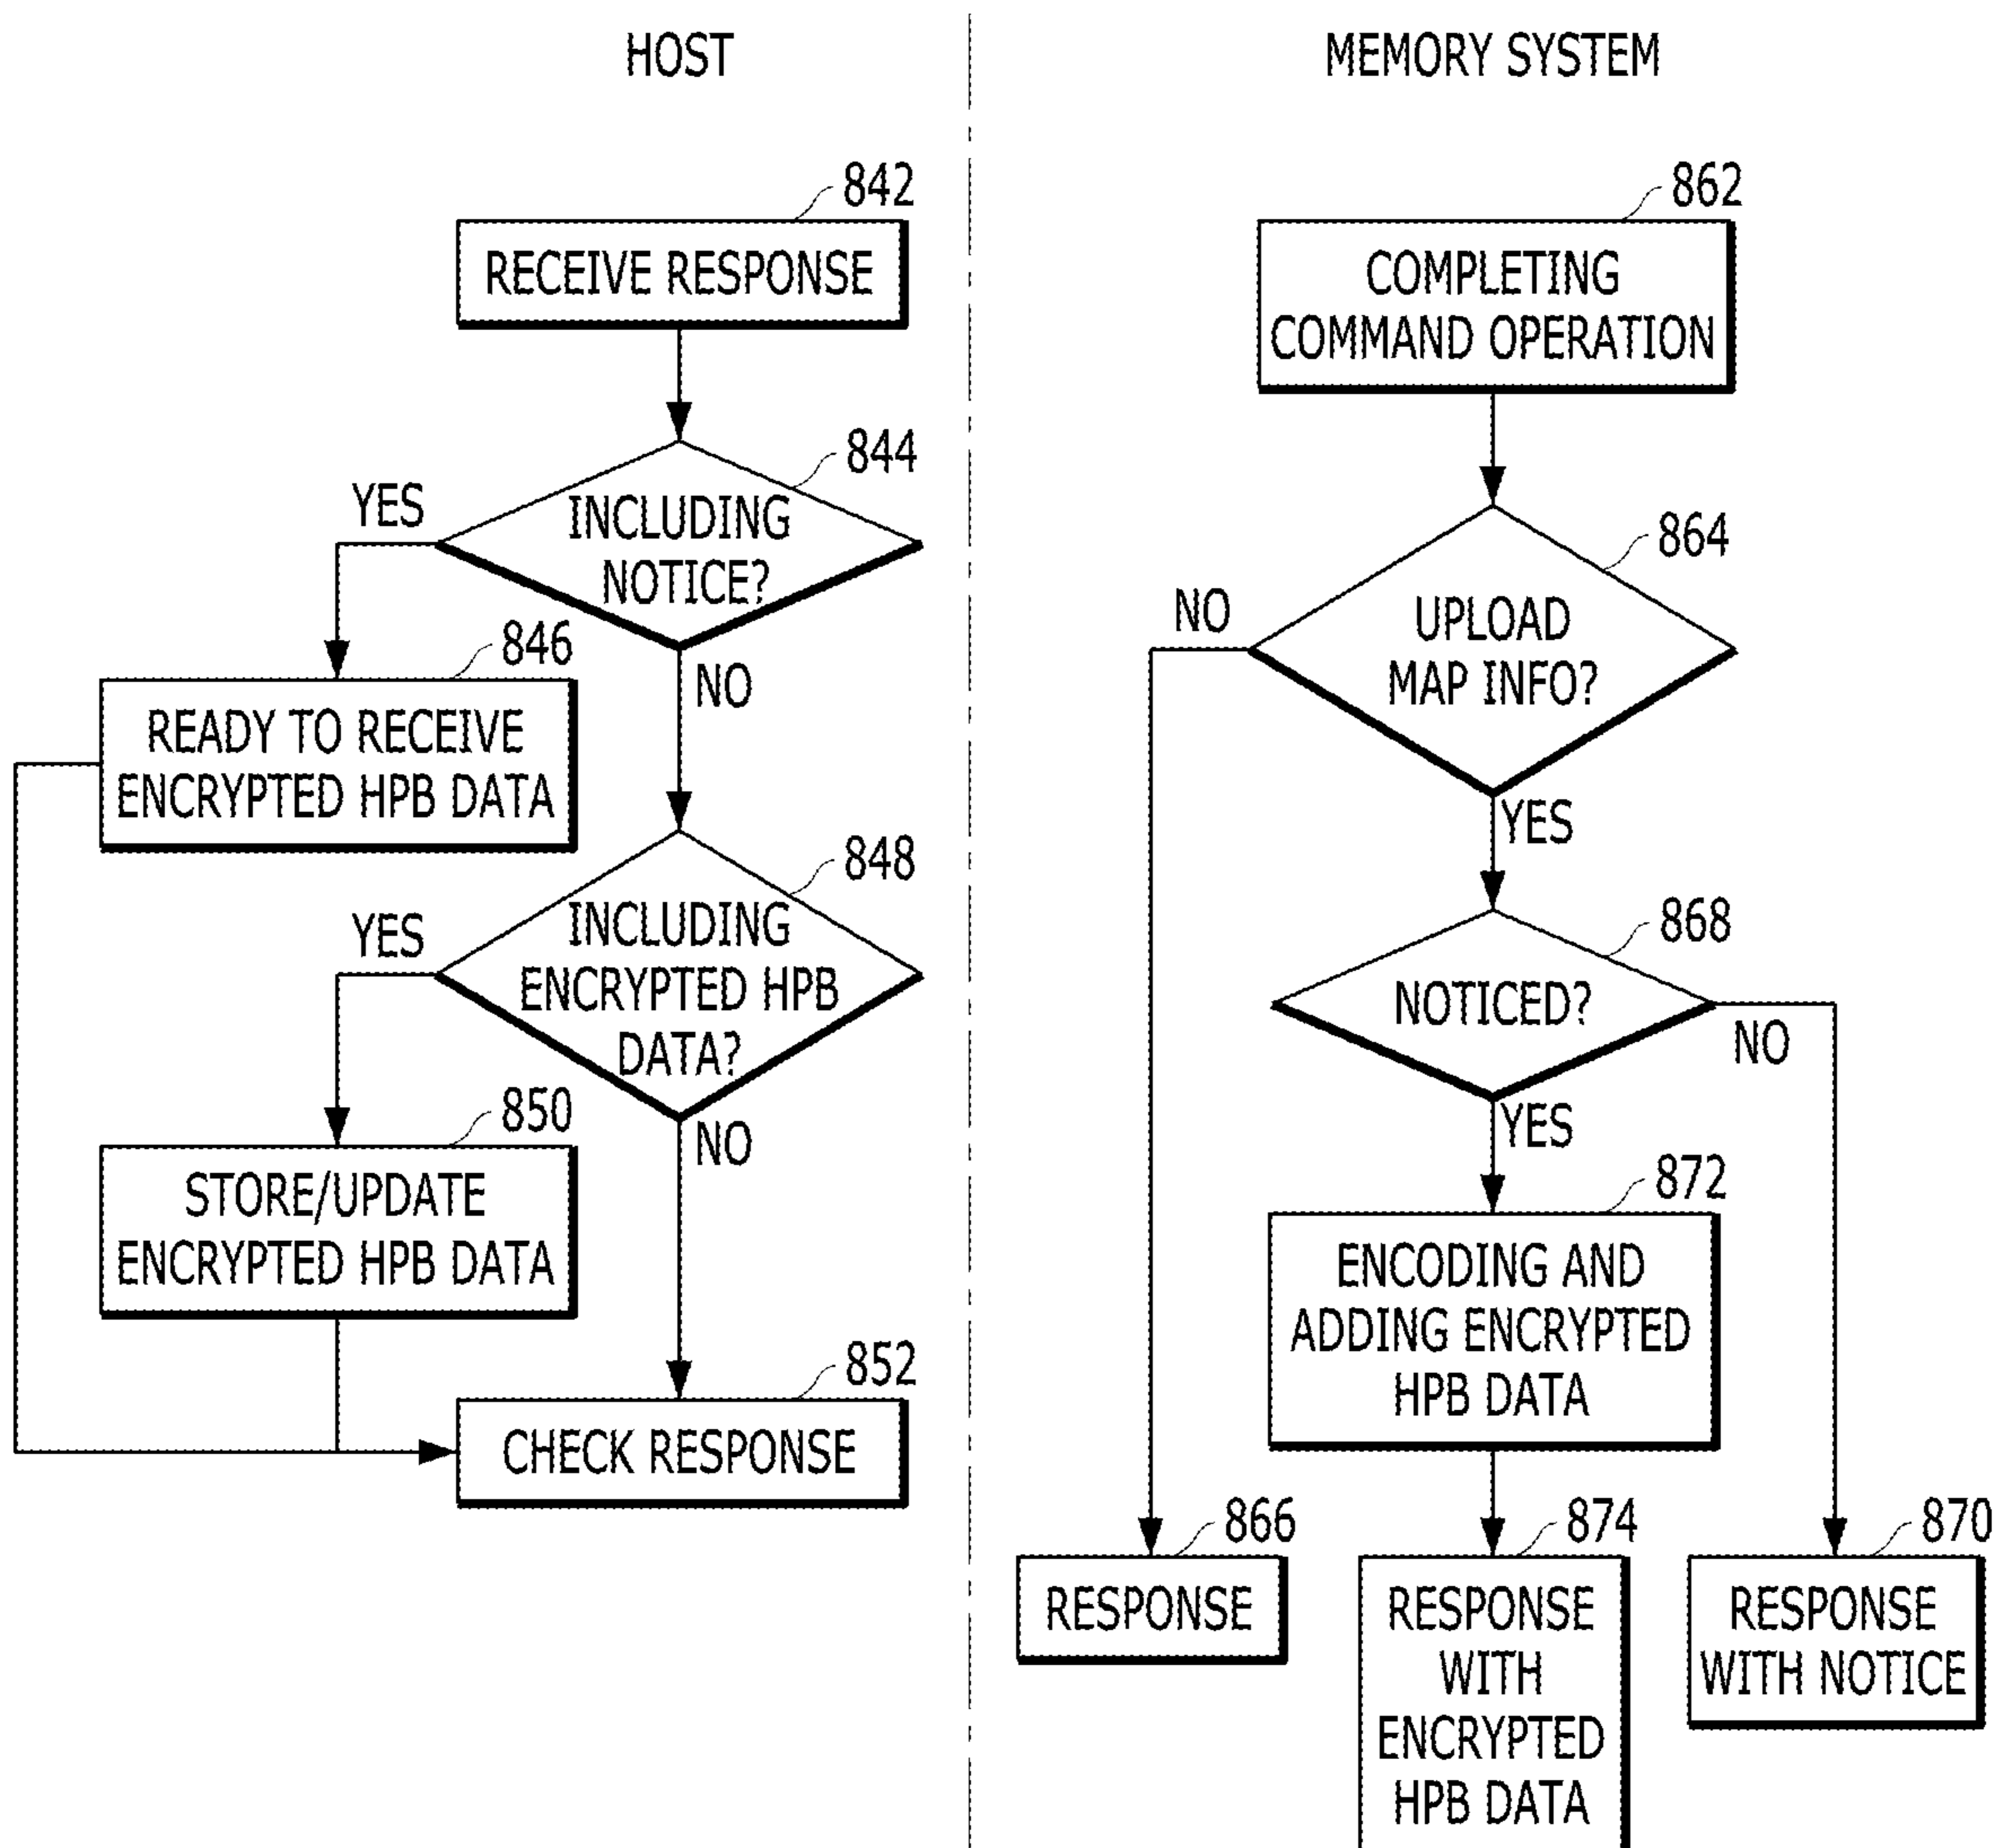 HOST
842
RECEIVE RESPONSE
844
INCLUDING
NOTICE?
YES
NO
846
READY TO RECEIVE
ENCRYPTED HPB DATA
848
INCLUDING
ENCRYPTED HPB
DATA?
YES
NO
850
STORE/UPDATE
ENCRYPTED HPB DATA
852
CHECK RESPONSE
MEMORY SYSTEM
862
COMPLETING
COMMAND OPERATION
864
UPLOAD
MAP INFO?
NO
YES
868
NOTICED?
NO
YES
872
ENCODING AND
ADDING ENCRYPTED
HPB DATA
866
RESPONSE
874
RESPONSE
WITH
ENCRYPTED
HPB DATA
870
RESPONSE
WITH NOTICE